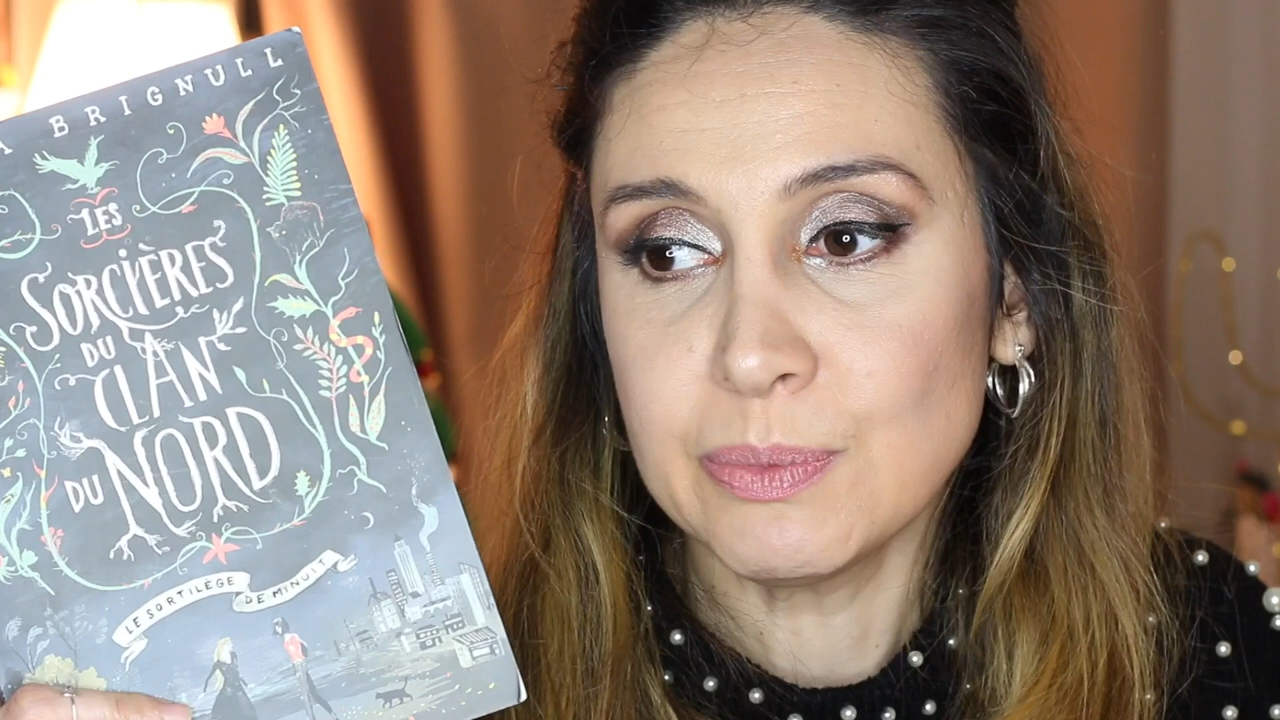 BRIGNULL
LES
SORCIÈRES
DU
CLAN
DU NORD
LE SORTILÈGE DE MINUIT